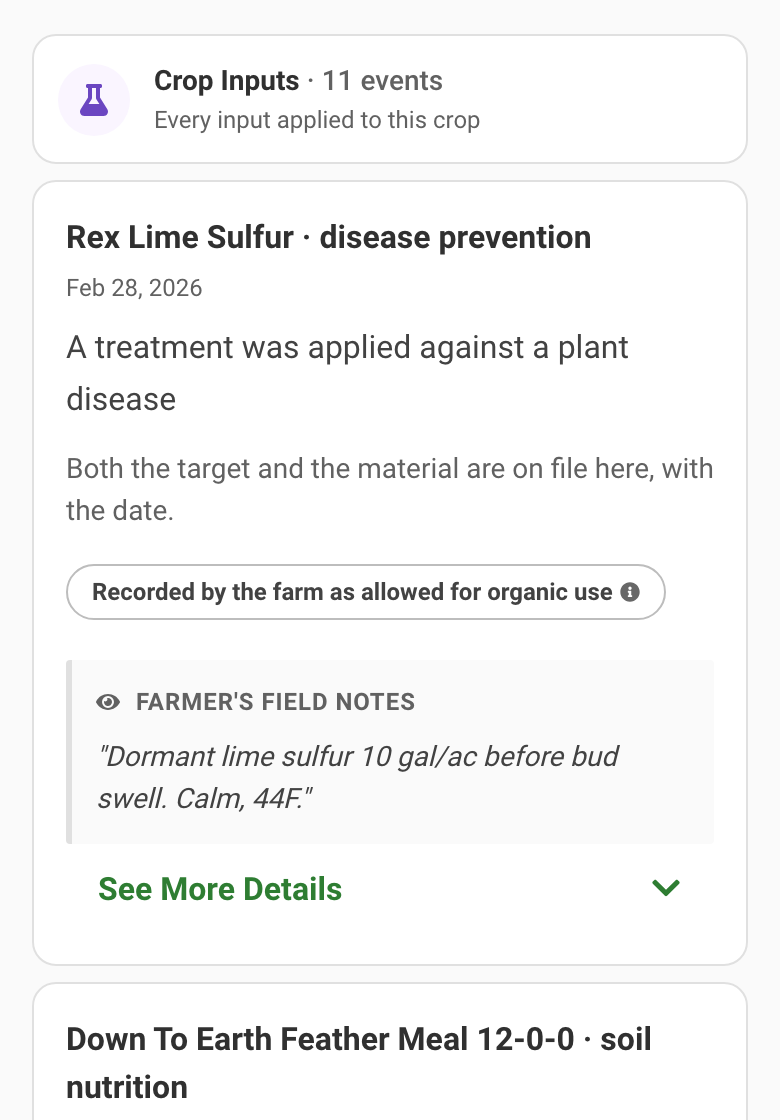 Crop Inputs · 11 events
Every input applied to this crop
Rex Lime Sulfur · disease prevention
Feb 28, 2026
A treatment was applied against a plant
disease
Both the target and the material are on file here, with
the date.
Recorded by the farm as allowed for organic use
FARMER'S FIELD NOTES
"Dormant lime sulfur 10 gal/ac before bud
swell. Calm, 44F."
See More Details
Down To Earth Feather Meal 12-0-0 · soil
nutrition